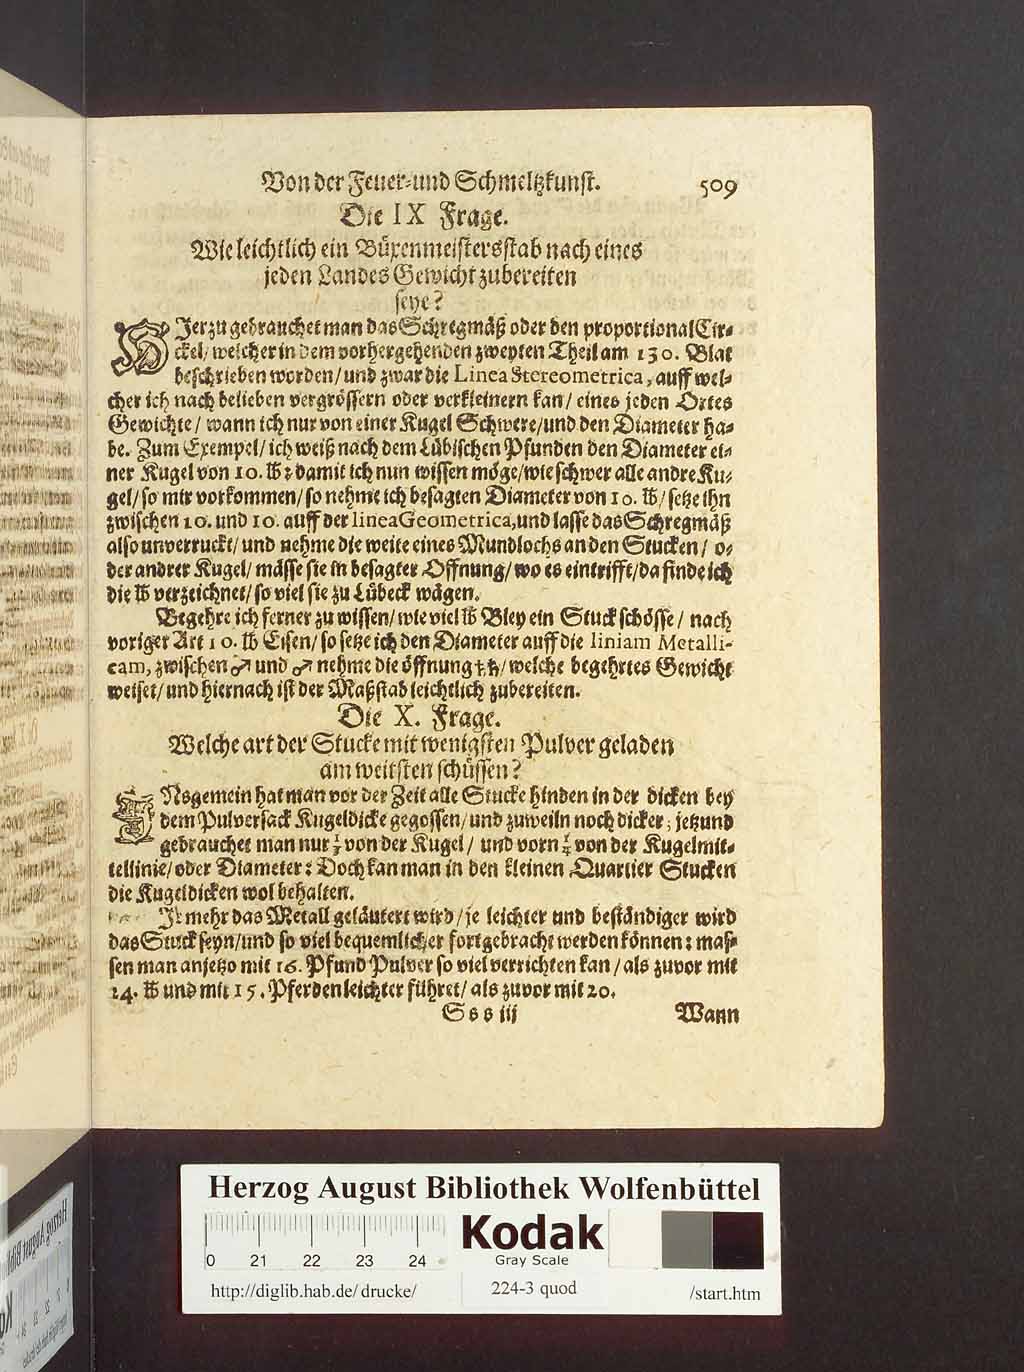 Von der Feuer- und Schmeltzkunst. 509
Die IX Frage.
Wie leichtlich ein Büxenmeistersstab nach eines
jeden Landes Gewicht zubereiten
seye?
HIerzu gebrauchet man das Schregmäß oder den proportional Cir-
ckel/ welcher in dem vorhergehenden zweyten Theil am 130. Blat
beschrieben worden/ und zwar die Linea Stereometrica, auff wel-
cher ich nach belieben vergrössern oder verkleinern kan/ eines jeden Ortes
Gewichte/ wann ich nur von einer Kugel Schwere/ und den Diameter ha-
be. Zum Exempel/ ich weiß nach dem Lübischen Pfunden den Diameter ei-
ner Kugel von 10. ℔: damit ich nun wissen möge/ wie schwer alle andre Ku-
gel/ so mir vorkommen/ so nehme ich besagten Diameter von 10. ℔/ setze ihn
zwischen 10. und 10. auff der linea Geometrica, und lasse das Schregmäß
also unverruckt/ und nehme die weite eines Mundlochs an den Stucken/ o-
der andrer Kugel/ mässe sie in besagter Offnung/ wo es eintrifft/ da finde ich
die ℔ verzeichnet/ so viel sie zu Lübeck wägen.
Begehre ich ferner zu wissen/ wie viel ℔ Bley ein Stuck schösse/ nach
voriger Art 10. ℔ Eisen/ so setze ich den Diameter auff die liniam Metalli-
cam, zwischen ♂ und ♂ nehme die öffnung ♄.♄/ welche begehrtes Gewicht
weiset/ und hiernach ist der Maßstab leichtlich zubereiten.
Die X. Frage.
Welche art der Stucke mit wenigsten Pulver geladen
am weitsten schüssen?
INsgemein hat man vor der Zeit alle Stucke hinden in der dicken bey
dem Pulversack Kugeldicke gegossen/ und zuweiln noch dicker; jetzund
gebrauchet man nur von der Kugel/ und vorn von der Kugelmit-
tellinie/ oder Diameter: Doch kan man in den kleinen Quartier Stucken
die Kugeldicken wol behalten.
Je mehr das Metall geläutert wird/ je leichter und beständiger wird
das Stuck seyn/ und so viel bequemlicher fortgebracht werden können: mas-
sen man anjetzo mit 16. Pfund Pulver so viel verrichten kan/ als zuvor mit
24. ℔ und mit 15. Pferden leichter führet/ als zuvor mit 20.
Sss iij Wann
Herzog August Bibliothek Wolfenbüttel
0 21 22 23 24
Kodak
Gray Scale
http://diglib.hab.de/drucke/ 224-3 quod /start.htm